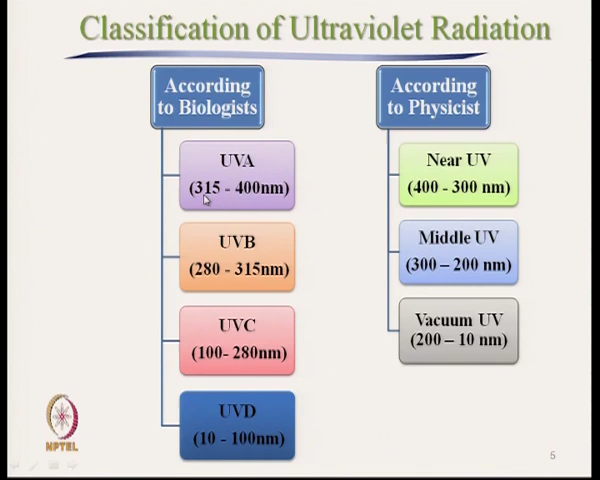 Classification of Ultraviolet Radiation
According
to Biologists
UVA
(315 - 400nm)
UVB
(280 - 315nm)
UVC
(100- 280nm)
UVD
(10 - 100nm)
According
to Physicist
Near UV
(400 - 300 nm)
Middle UV
(300 – 200 nm)
Vacuum UV
(200 – 10 nm)
NPTEL
5